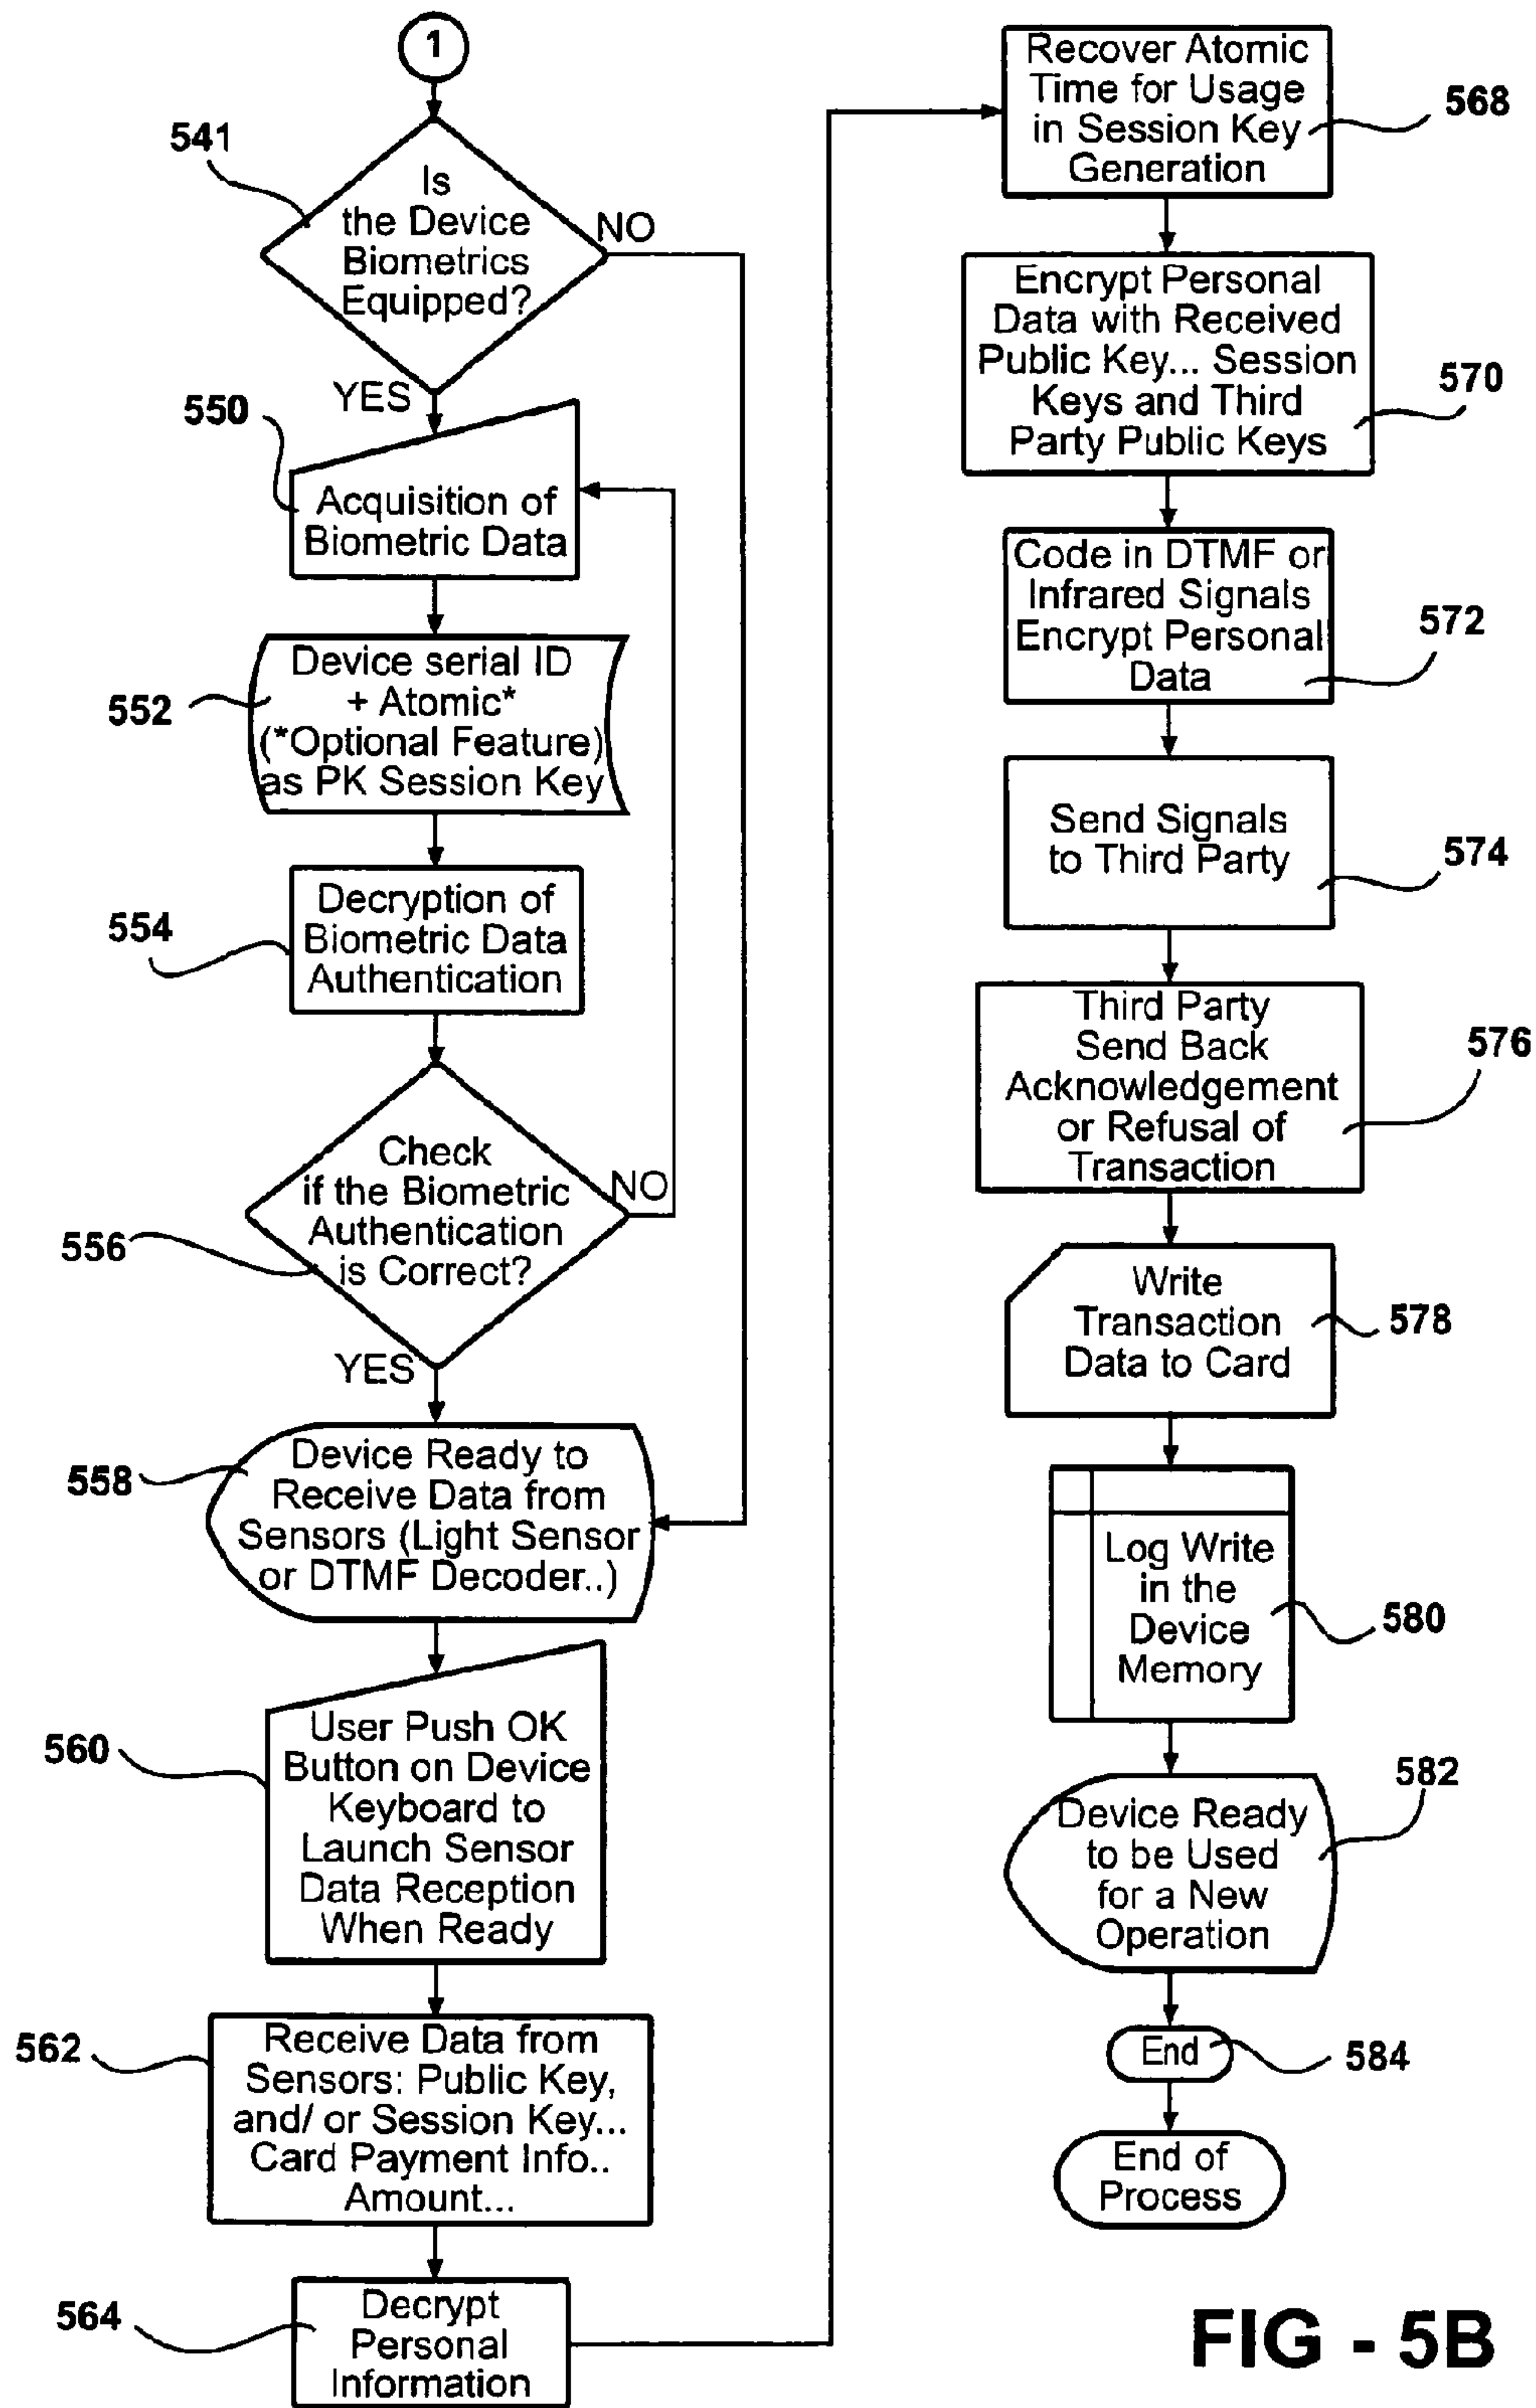 1
541
Is
the Device
Biometrics
Equipped?
NO
YES
550
Acquisition of
Biometric Data
552
Device serial ID
+ Atomic*
(*Optional Feature)
as PK Session Key
554
Decryption of
Biometric Data
Authentication
Check
if the Biometric
Authentication
is Correct?
NO
556
YES
558
Device Ready to
Receive Data from
Sensors (Light Sensor
or DTMF Decoder..)
560
User Push OK
Button on Device
Keyboard to
Launch Sensor
Data Reception
When Ready
562
Receive Data from
Sensors: Public Key,
and/ or Session Key...
Card Payment Info..
Amount...
564
Decrypt
Personal
Information
Recover Atomic
Time for Usage
in Session Key
Generation
568
Encrypt Personal
Data with Received
Public Key... Session
Keys and Third
Party Public Keys
570
Code in DTMF or
Infrared Signals
Encrypt Personal
Data
572
Send Signals
to Third Party
574
Third Party
Send Back
Acknowledgement
or Refusal of
Transaction
576
Write
Transaction
Data to Card
578
Log Write
in the
Device
Memory
580
Device Ready
to be Used
for a New
Operation
582
End
584
End of
Process
FIG - 5B